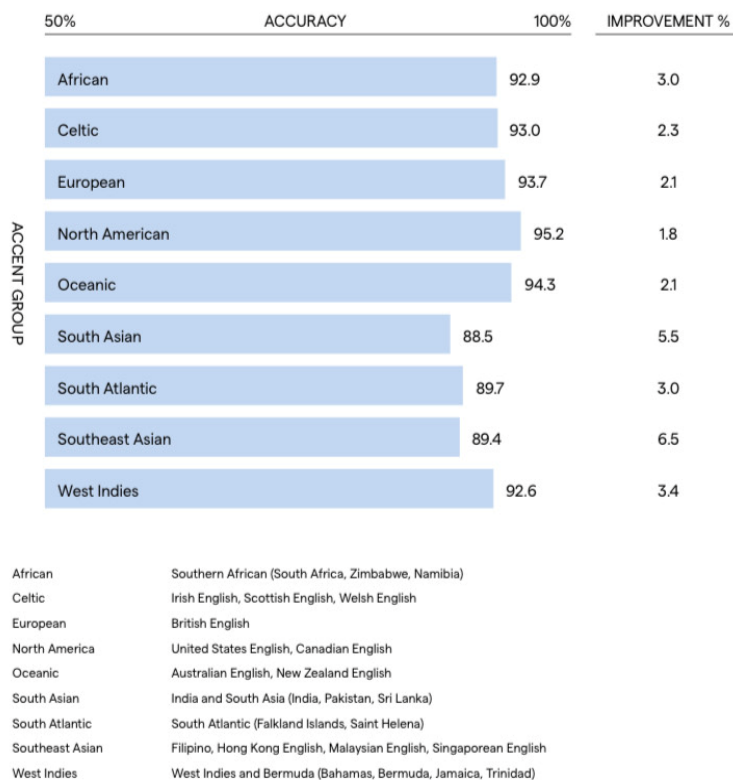 50% ACCURACY 100% IMPROVEMENT %
ACCENT GROUP
African 92.9 3.0
Celtic 93.0 2.3
European 93.7 2.1
North American 95.2 1.8
Oceanic 94.3 2.1
South Asian 88.5 5.5
South Atlantic 89.7 3.0
Southeast Asian 89.4 6.5
West Indies 92.6 3.4
African Southern African (South Africa, Zimbabwe, Namibia)
Celtic Irish English, Scottish English, Welsh English
European British English
North America United States English, Canadian English
Oceanic Australian English, New Zealand English
South Asian India and South Asia (India, Pakistan, Sri Lanka)
South Atlantic South Atlantic (Falkland Islands, Saint Helena)
Southeast Asian Filipino, Hong Kong English, Malaysian English, Singaporean English
West Indies West Indies and Bermuda (Bahamas, Bermuda, Jamaica, Trinidad)